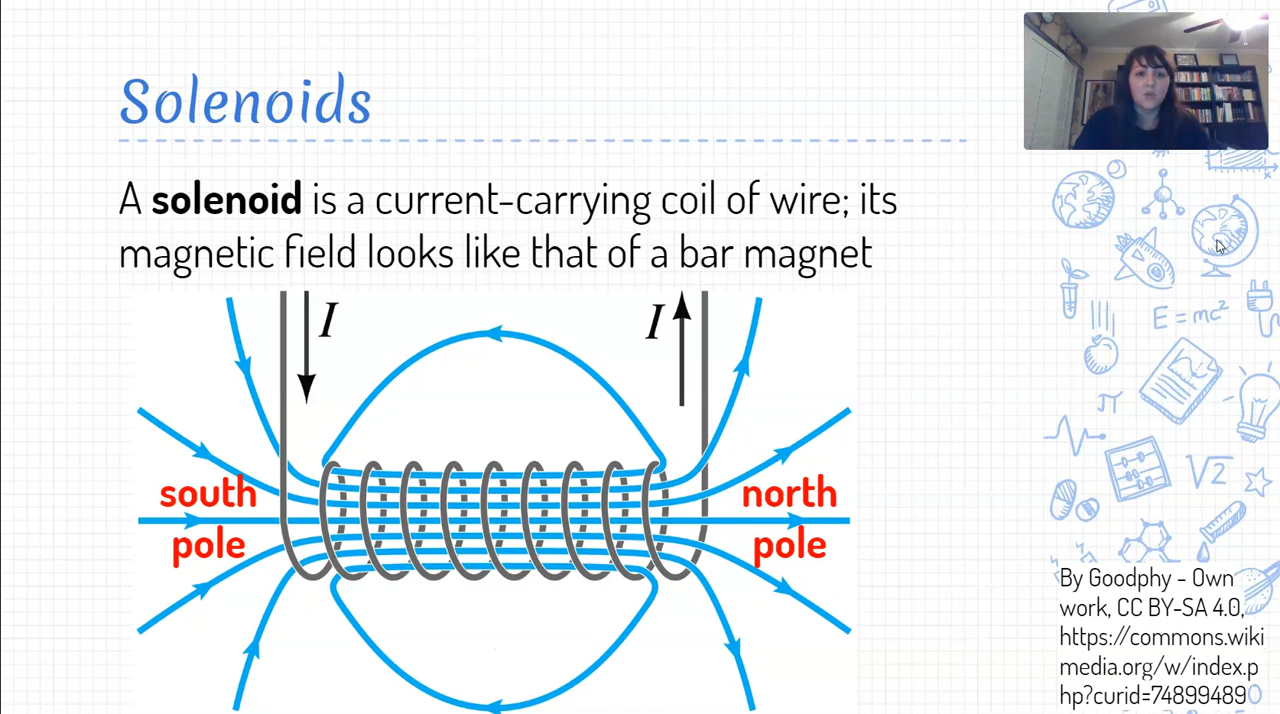 Solenoids
A solenoid is a current-carrying coil of wire; its
magnetic field looks like that of a bar magnet
I
I
south
pole
north
pole
E=mc²
π
√2
By Goodphy - Own
work, CC BY-SA 4.0,
https://commons.wiki
media.org/w/index.p
hp?curid=74899489